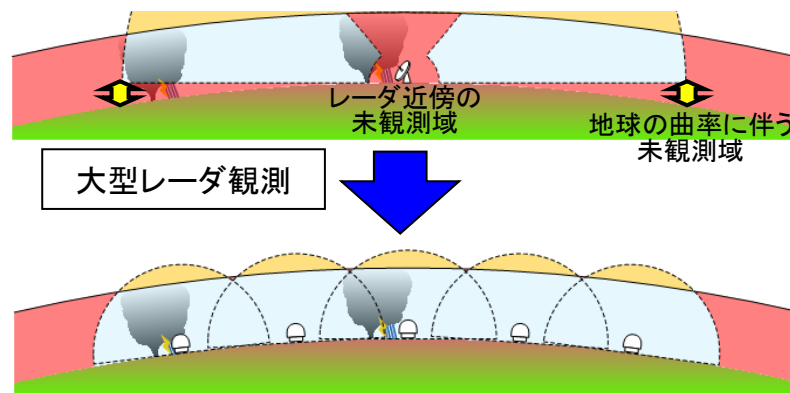 レーダ近傍の
未観測域
地球の曲率に伴う
未観測域
大型レーダ観測